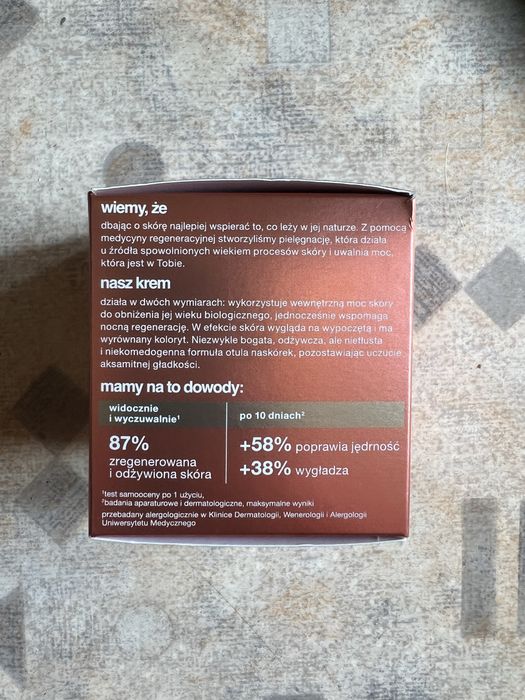 wiemy, że
dbając o skórę najlepiej wspierać to, co leży w jej naturze. Z pomocą
medycyny regeneracyjnej stworzyliśmy pielęgnację, która działa
u źródła spowolnionych wiekiem procesów skóry i uwalnia moc,
która jest w Tobie.
nasz krem
działa w dwóch wymiarach: wykorzystuje wewnętrzną moc skóry
do obniżenia jej wieku biologicznego, jednocześnie wspomaga
nocną regenerację. W efekcie skóra wygląda na wypoczętą i ma
wyrównany koloryt. Niezwykle bogata, odżywcza, ale nietłusta
i niekomedogenna formuła otula naskórek, pozostawiając uczucie
aksamitnej gładkości.
mamy na to dowody:
widocznie
i wyczuwalnie¹
87%
zregenerowana
i odżywiona skóra
po 10 dniach²
+58% poprawia jędrność
+38% wygładza
¹test samooceny po 1 użyciu,
²badania aparaturowe i dermatologiczne, maksymalne wyniki
przebadany alergologicznie w Klinice Dermatologii, Wenerologii i Alergologii
Uniwersytetu Medycznego